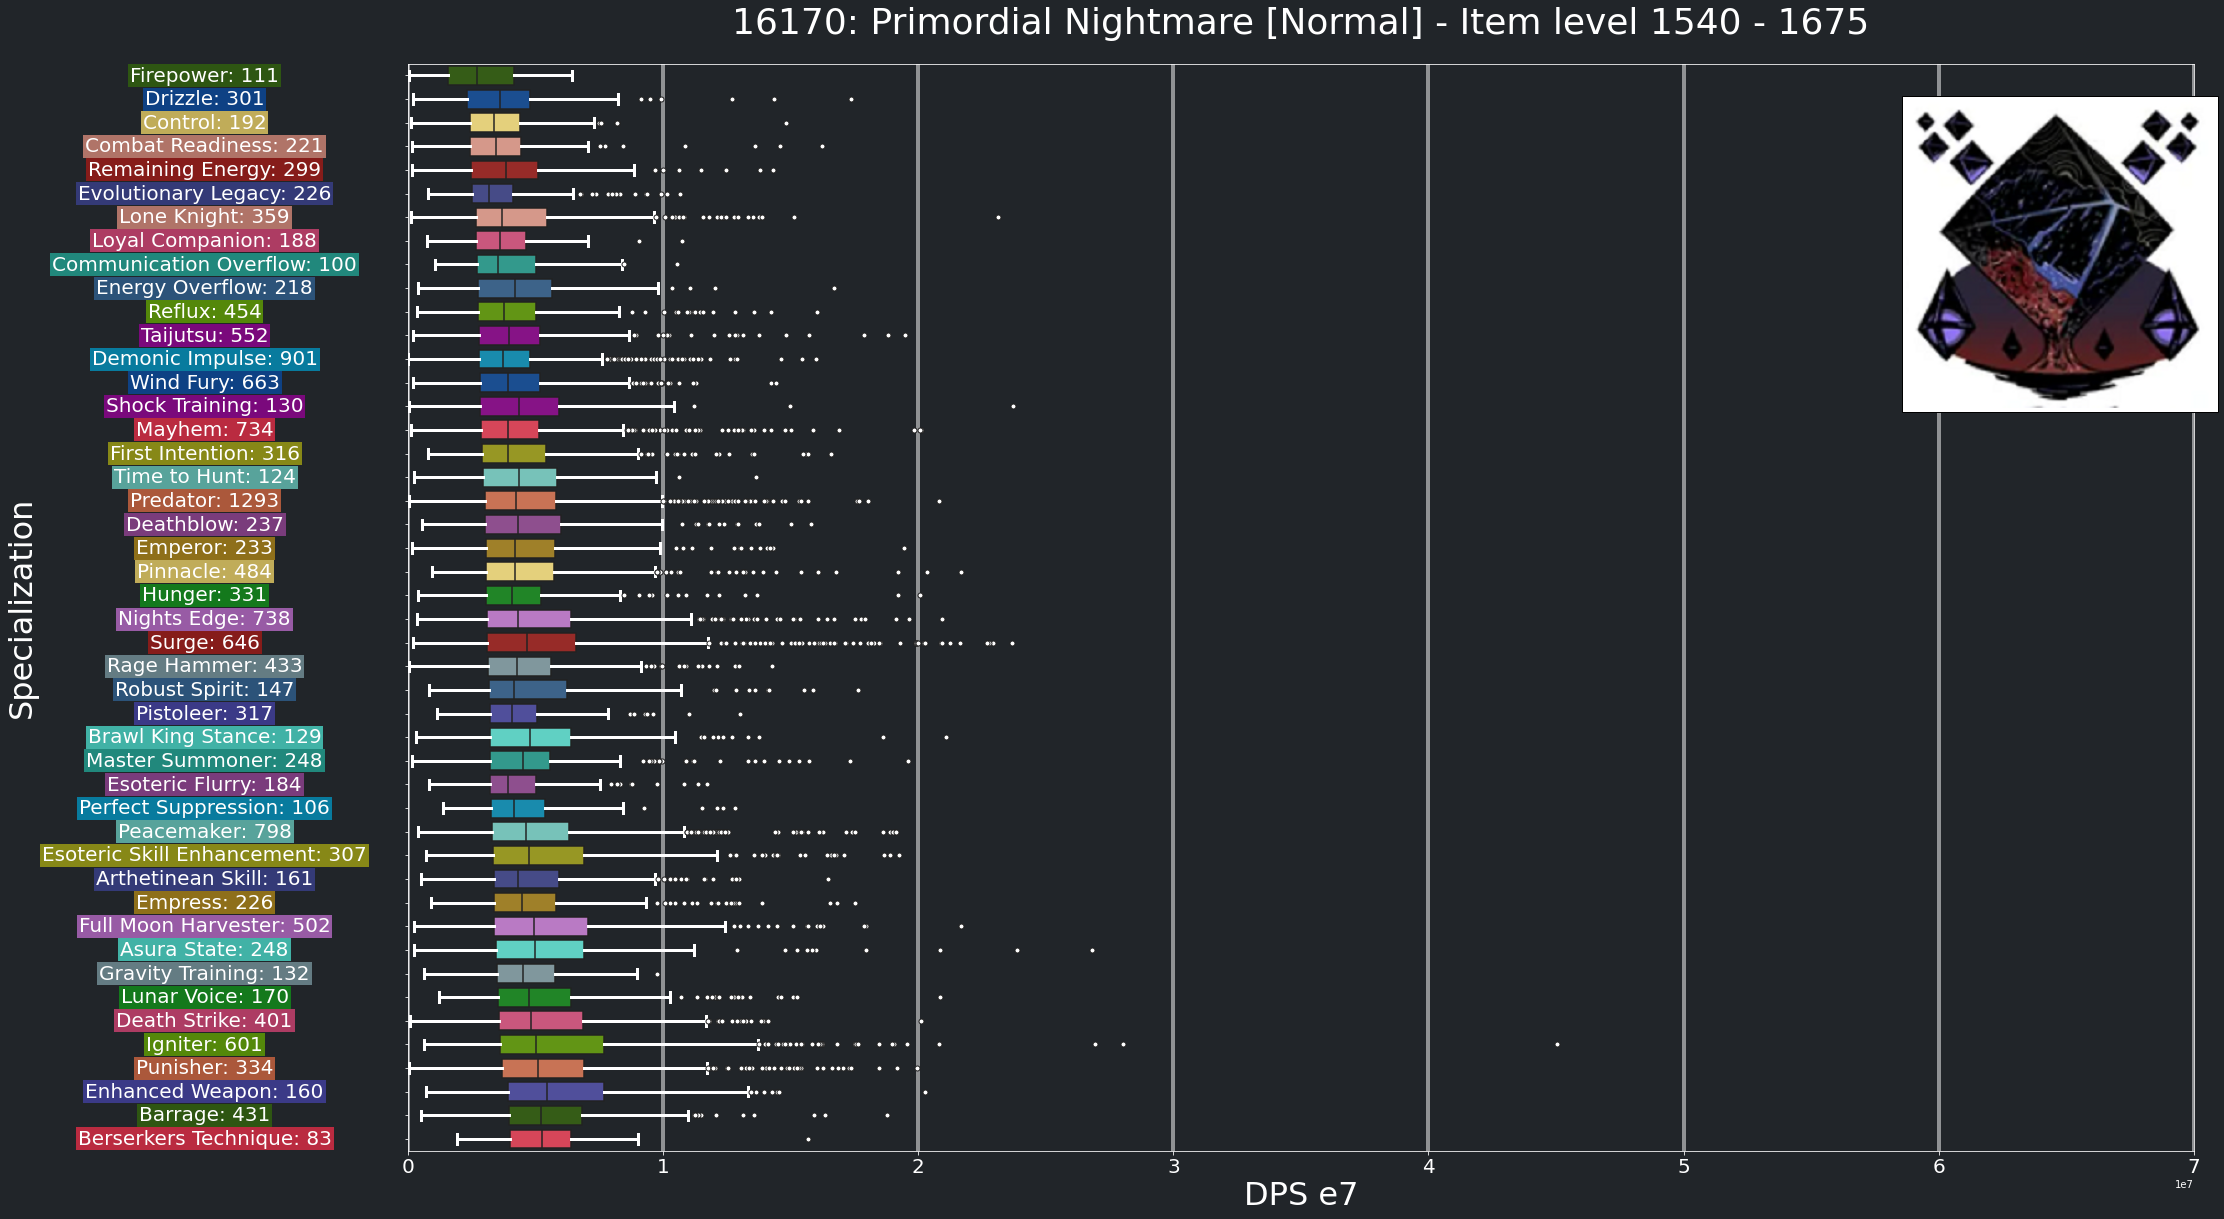 16170: Primordial Nightmare [Normal] - Item level 1540 - 1675
Firepower: 111
Drizzle: 301
Control: 192
Combat Readiness: 221
Remaining Energy: 299
Evolutionary Legacy: 226
Lone Knight: 359
Loyal Companion: 188
Communication Overflow: 100
Energy Overflow: 218
Reflux: 454
Taijutsu: 552
Demonic Impulse: 901
Wind Fury: 663
Shock Training: 130
Mayhem: 734
First Intention: 316
Time to Hunt: 124
Predator: 1293
Deathblow: 237
Emperor: 233
Pinnacle: 484
Hunger: 331
Nights Edge: 738
Surge: 646
Rage Hammer: 433
Robust Spirit: 147
Pistoleer: 317
Brawl King Stance: 129
Master Summoner: 248
Esoteric Flurry: 184
Perfect Suppression: 106
Peacemaker: 798
Esoteric Skill Enhancement: 307
Arthetinean Skill: 161
Empress: 226
Full Moon Harvester: 502
Asura State: 248
Gravity Training: 132
Lunar Voice: 170
Death Strike: 401
Igniter: 601
Punisher: 334
Enhanced Weapon: 160
Barrage: 431
Berserkers Technique: 83
Specialization
0 1 2 3 4 5 6 7
1e7
DPS e7